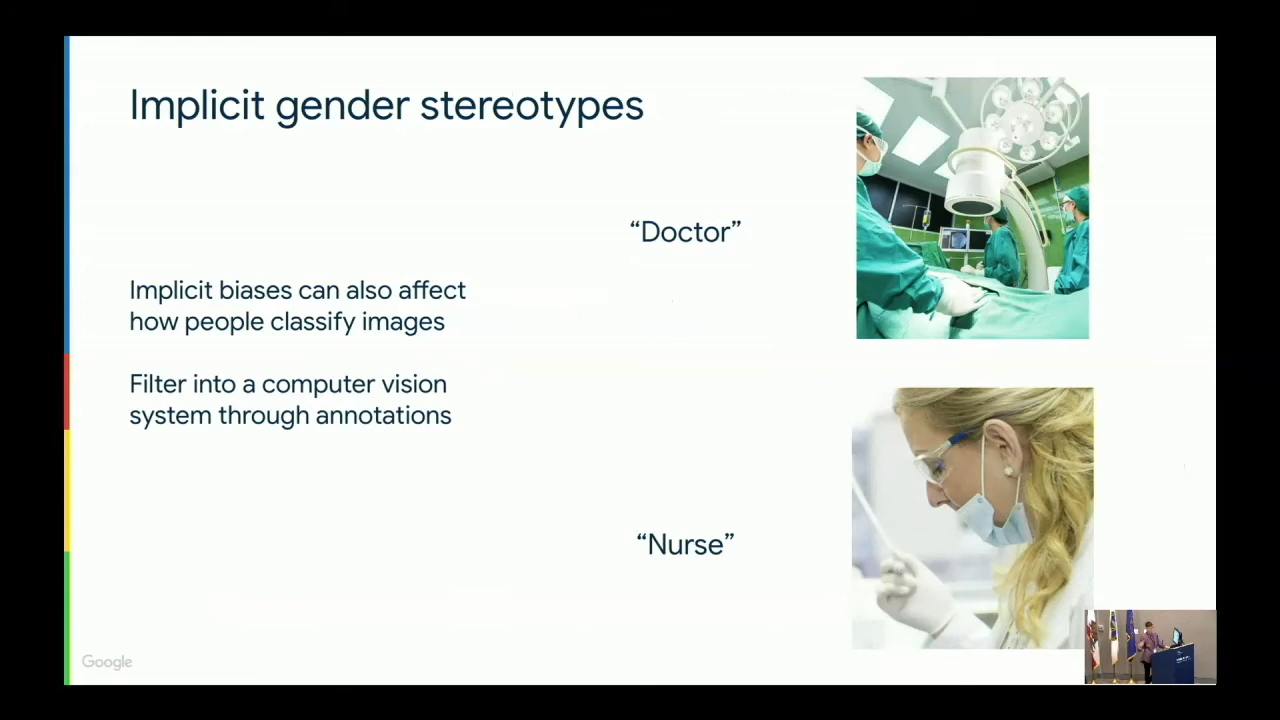 Implicit gender stereotypes
“Doctor”
Implicit biases can also affect
how people classify images
Filter into a computer vision
system through annotations
“Nurse”
Google